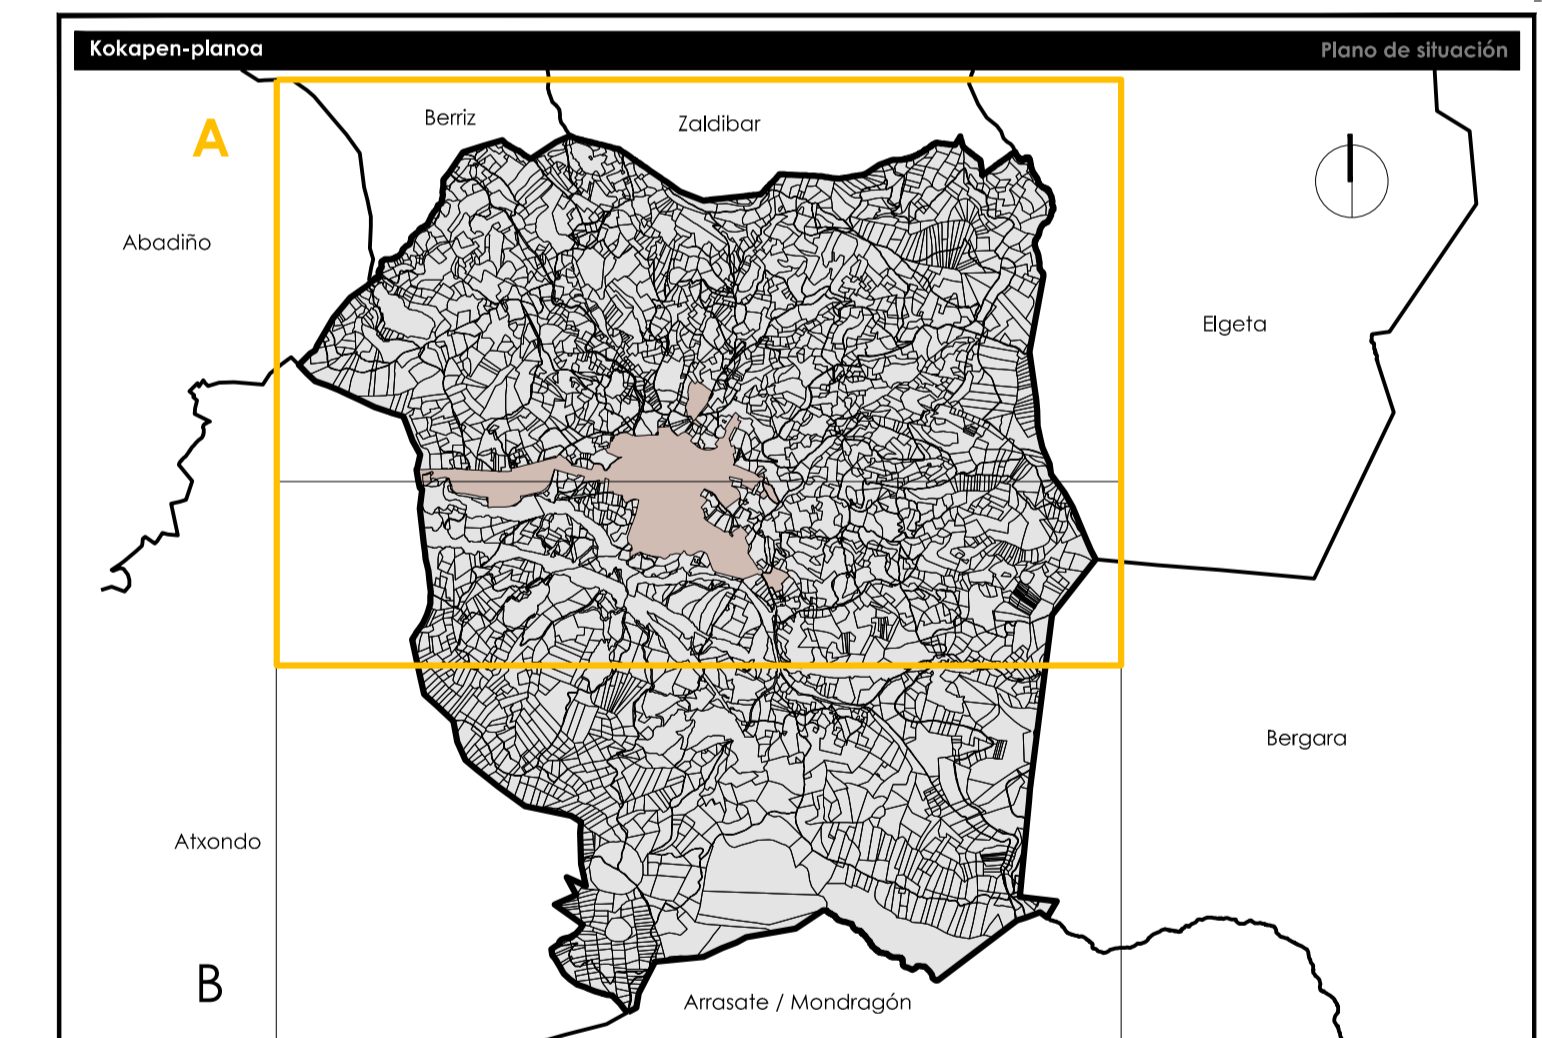 Kokapen-planoa
Plano de situación
A
Berriz
Zaldibar
Abadiño
Elgeta
Bergara
Atxondo
B
Arrasate / Mondragón